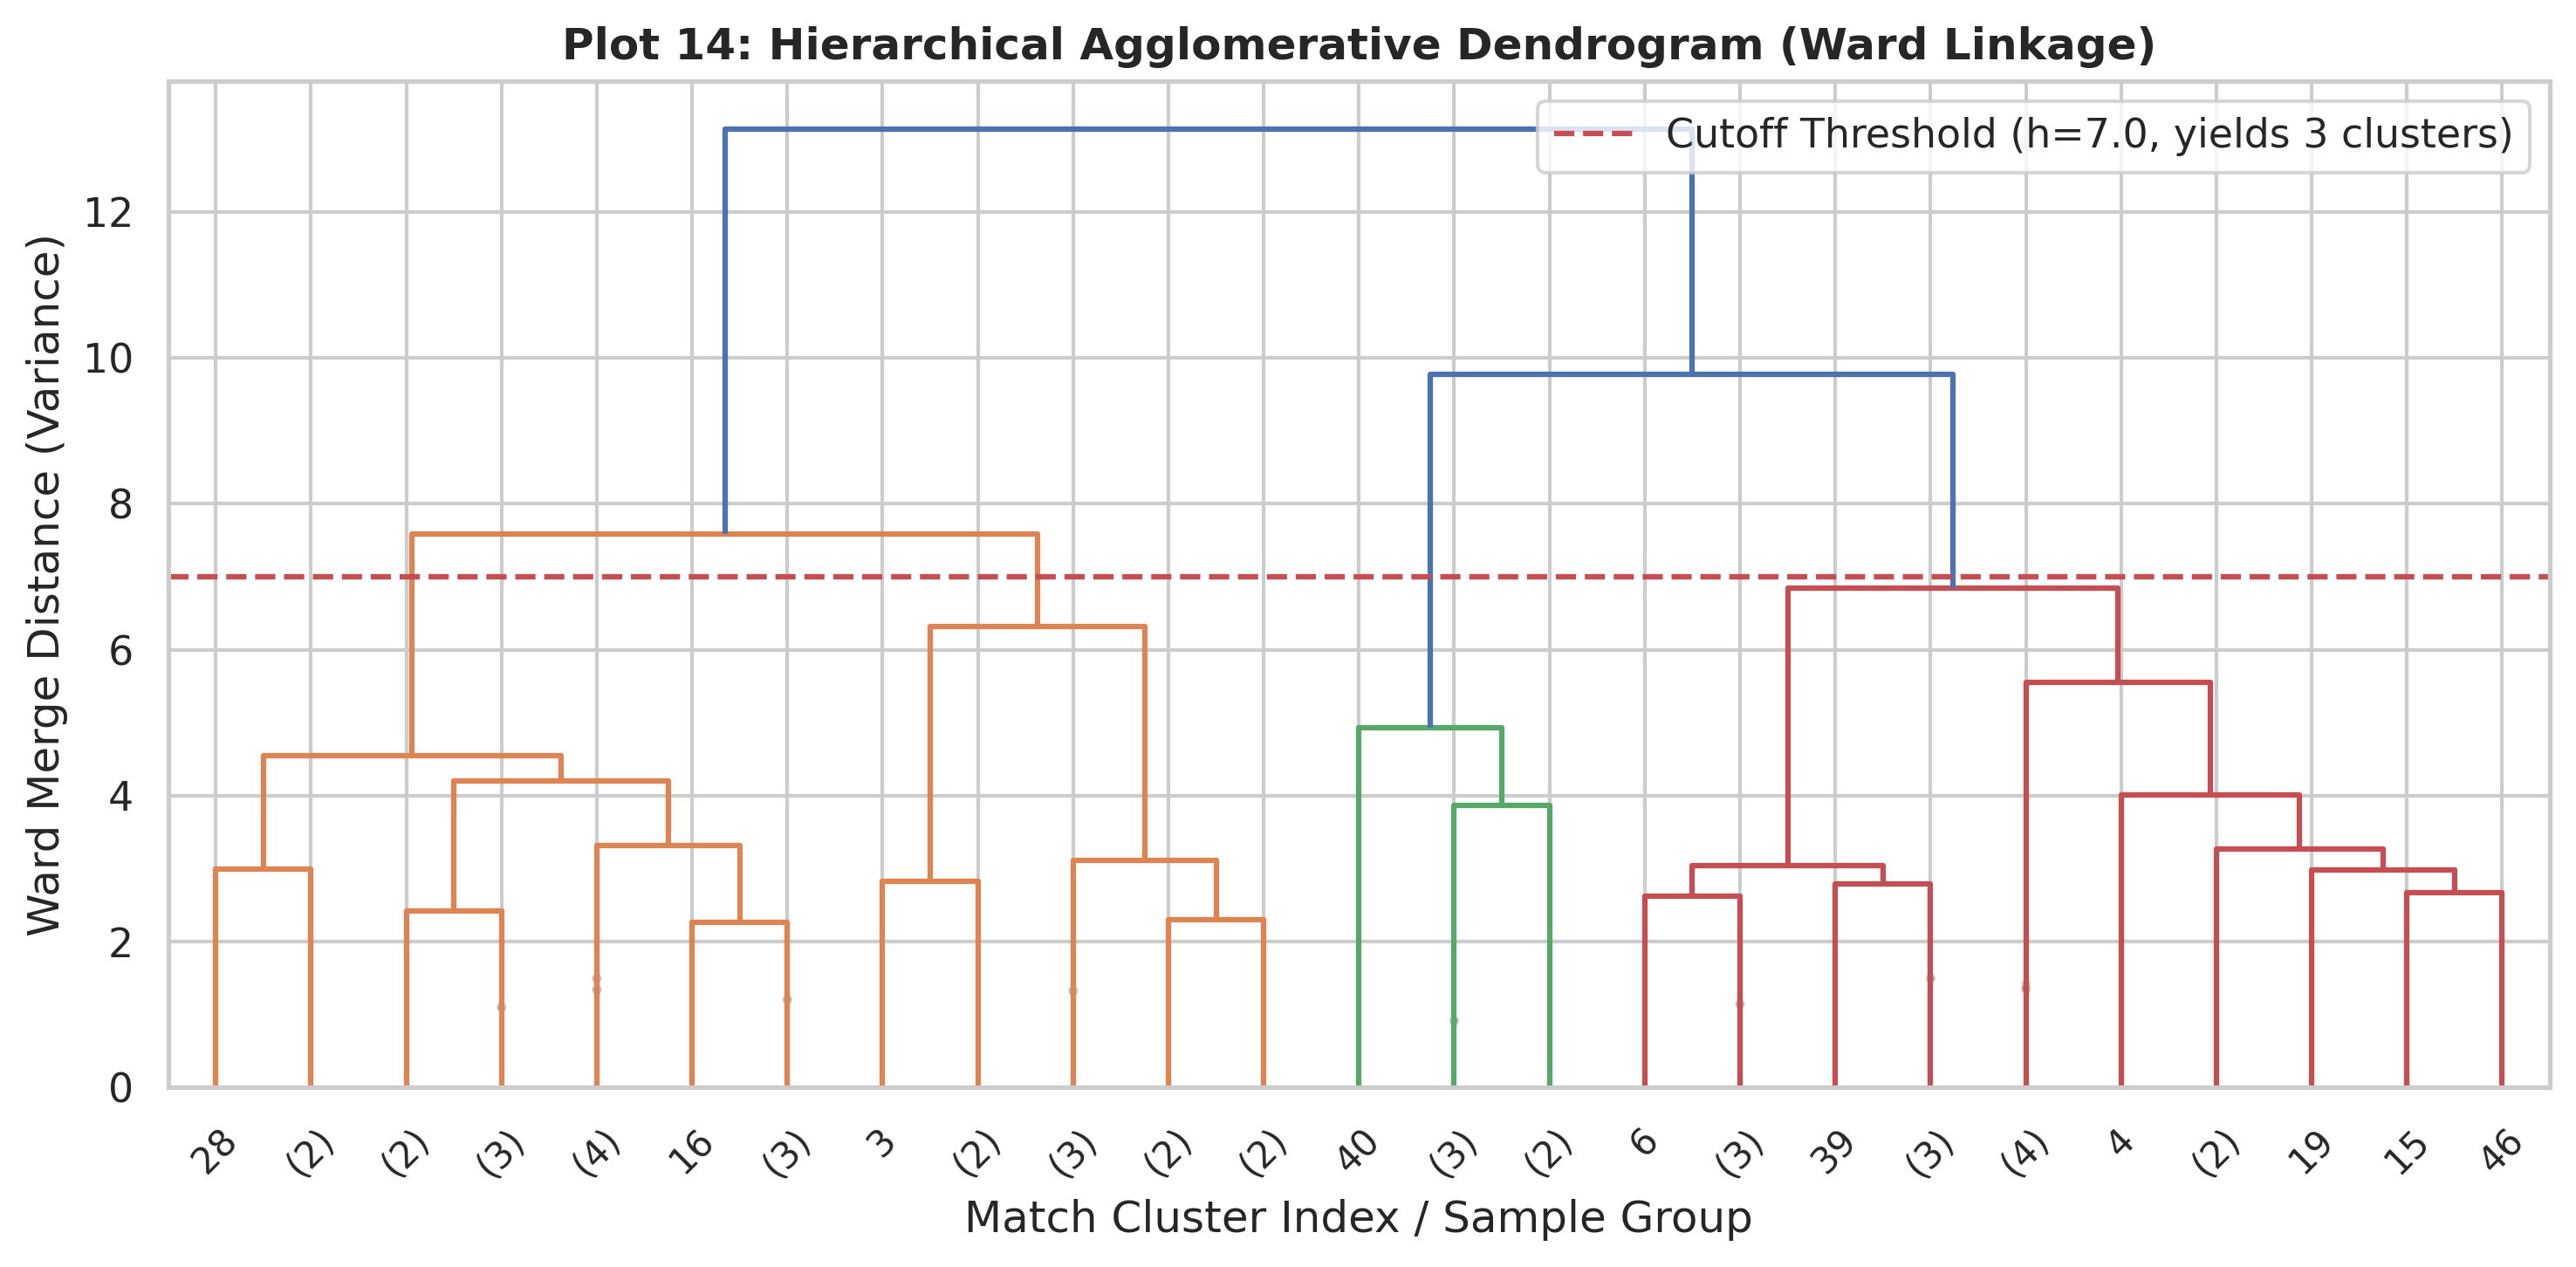 Plot 14: Hierarchical Agglomerative Dendrogram (Ward Linkage)
Cutoff Threshold (h=7.0, yields 3 clusters)
Ward Merge Distance (Variance)
12
10
8
6
4
2
0
28 (2) (2) (3) (4) 16 (3) 3 (2) (3) (2) (2) 40 (3) (2) 6 (3) 39 (3) (4) 4 (2) 19 15 46
Match Cluster Index / Sample Group